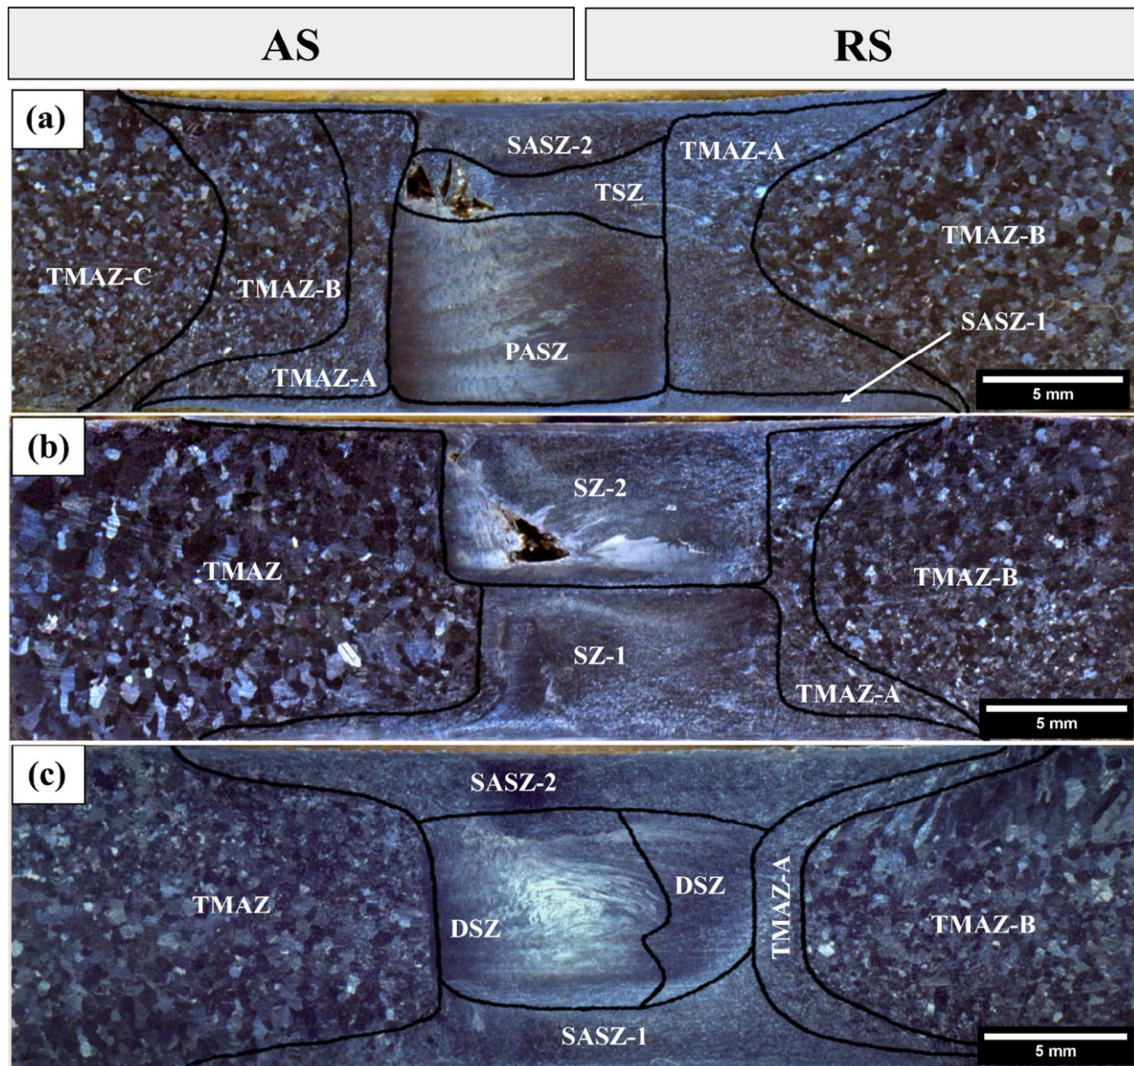 AS
RS
(a)
SASZ-2
TMAZ-A
TSZ
TMAZ-B
TMAZ-C
TMAZ-B
SASZ-1
PASZ
TMAZ-A
5 mm
(b)
SZ-2
TMAZ
TMAZ-B
SZ-1
TMAZ-A
5 mm
(c)
SASZ-2
DSZ
TMAZ-A
TMAZ
DSZ
TMAZ-B
SASZ-1
5 mm